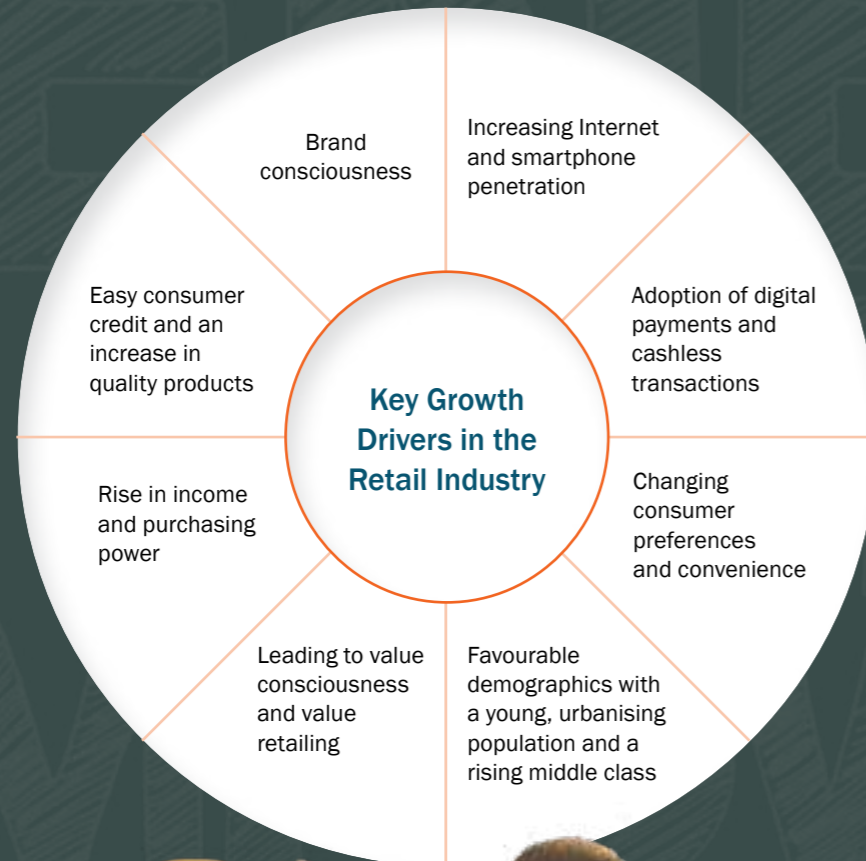 Brand
consciousness
Increasing Internet
and smartphone
penetration
Easy consumer
credit and an
increase in
quality products
Adoption of digital
payments and
cashless
transactions
Key Growth
Drivers in the
Retail Industry
Rise in income
and purchasing
power
Changing
consumer
preferences
and convenience
Leading to value
consciousness
and value
retailing
Favourable
demographics with
a young, urbanising
population and a
rising middle class